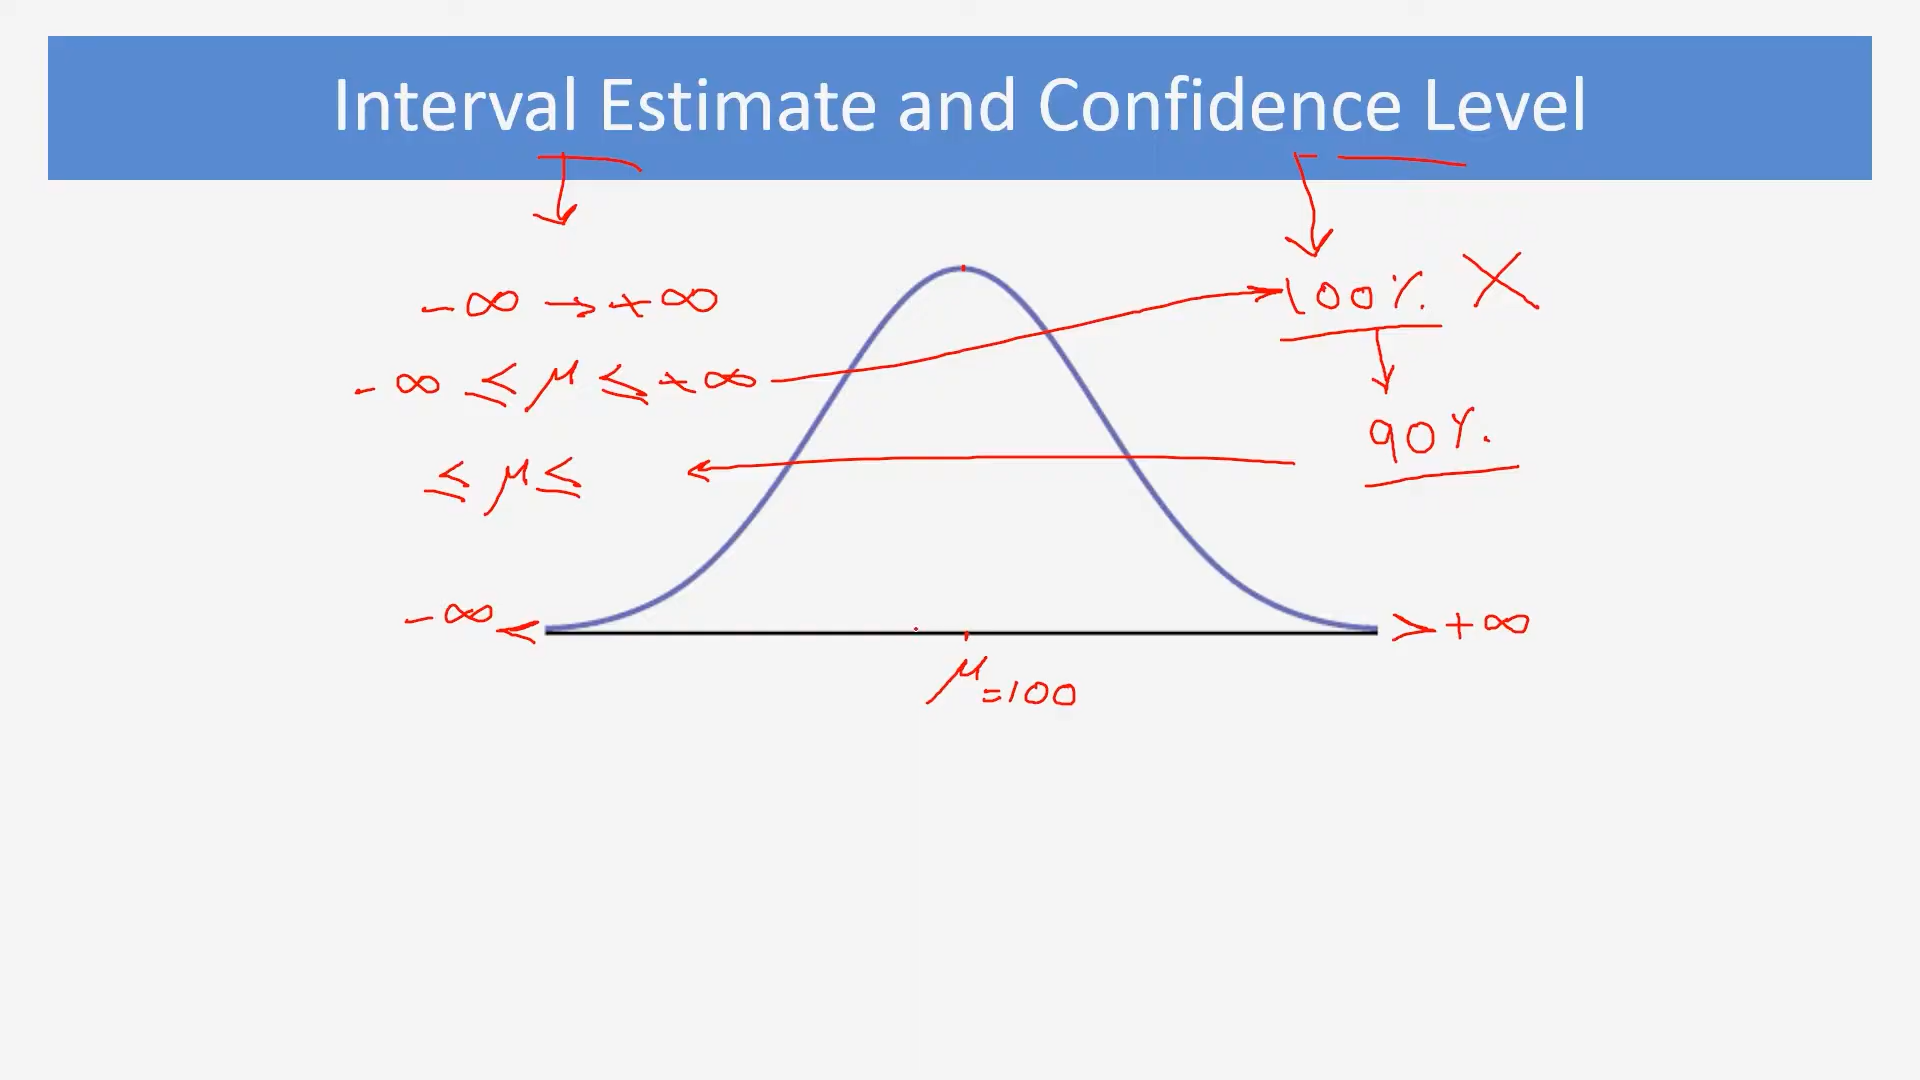 Interval Estimate and Confidence Level
-∞ → +∞
100%. X
-∞ ≤ μ ≤ +∞
90%.
≤ μ ≤
-∞
+∞
μ=100